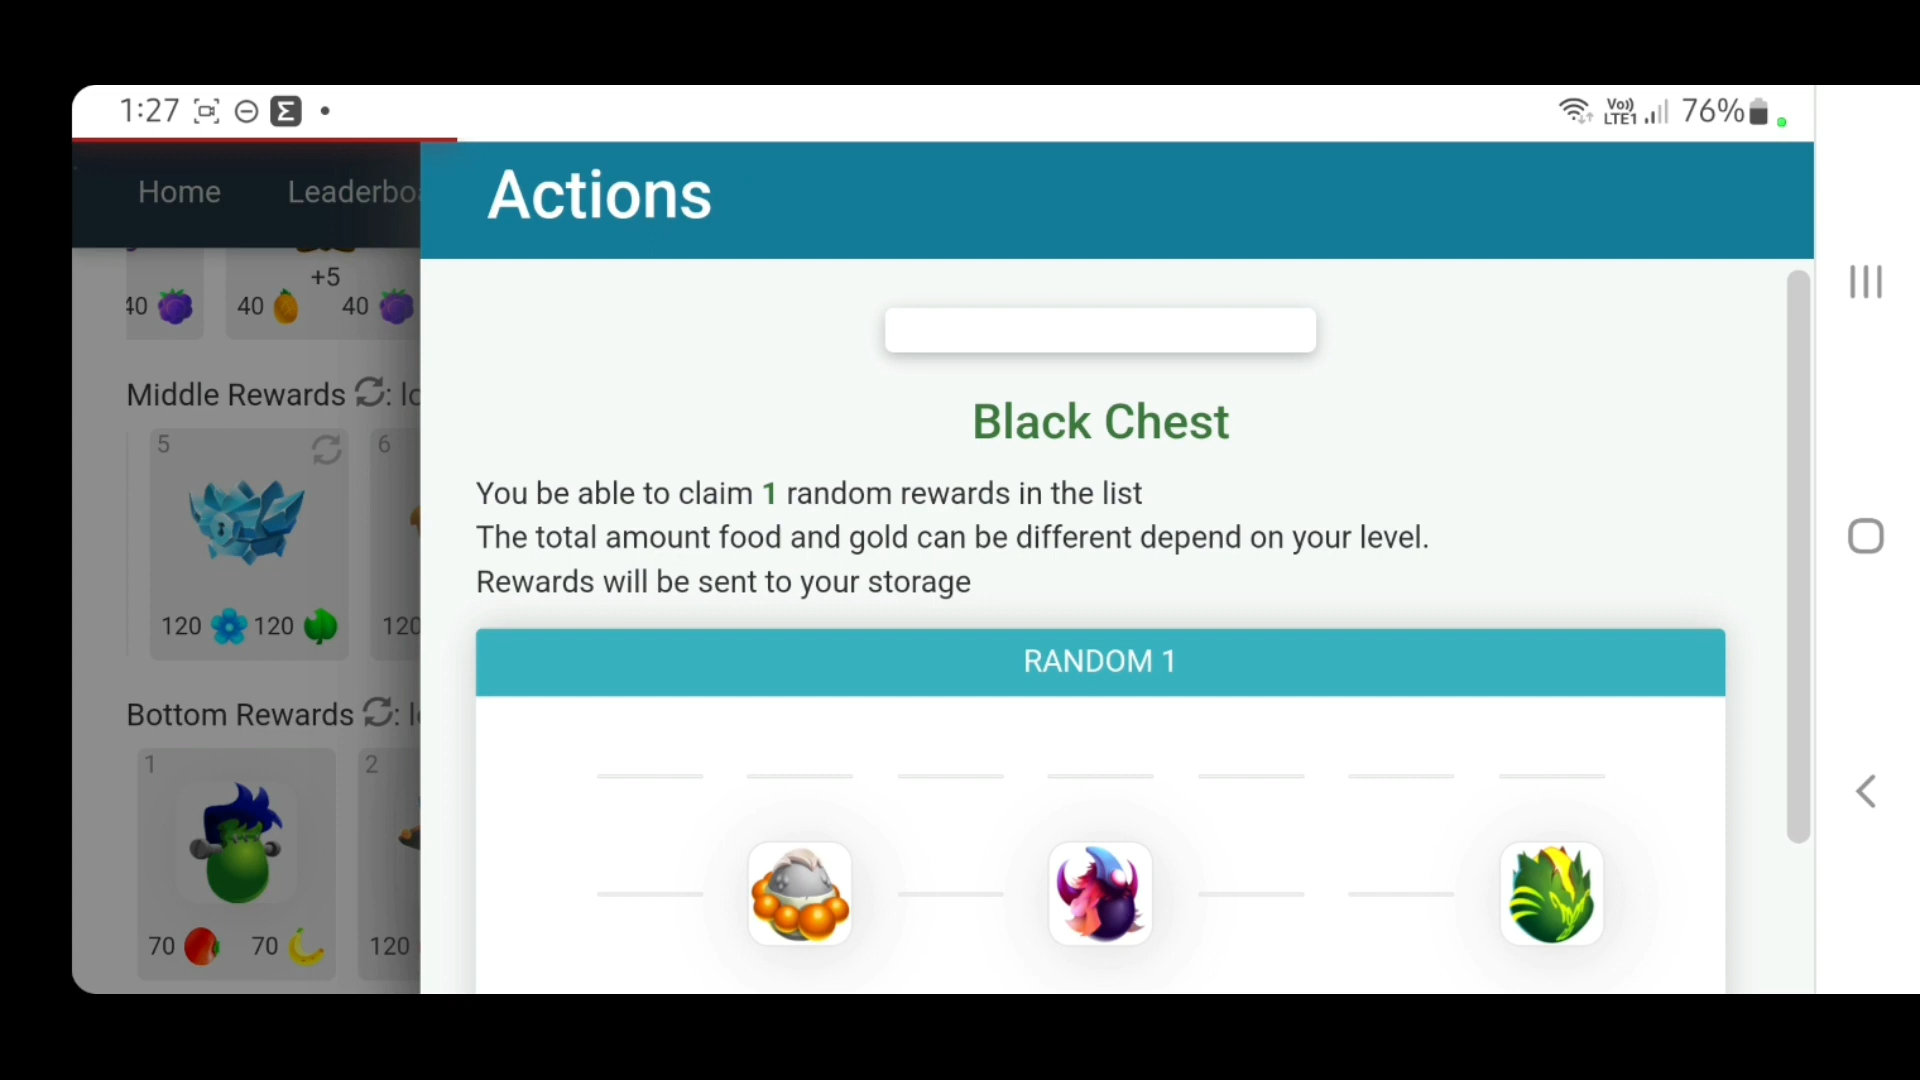 1:27
Vo))
LTE1
76%
Home
Leaderbo
Actions
+5
40
40
40
Middle Rewards : lo
5
6
120
120
120
Bottom Rewards : l
1
2
70
70
120
Black Chest
You be able to claim 1 random rewards in the list
The total amount food and gold can be different depend on your level.
Rewards will be sent to your storage
RANDOM 1